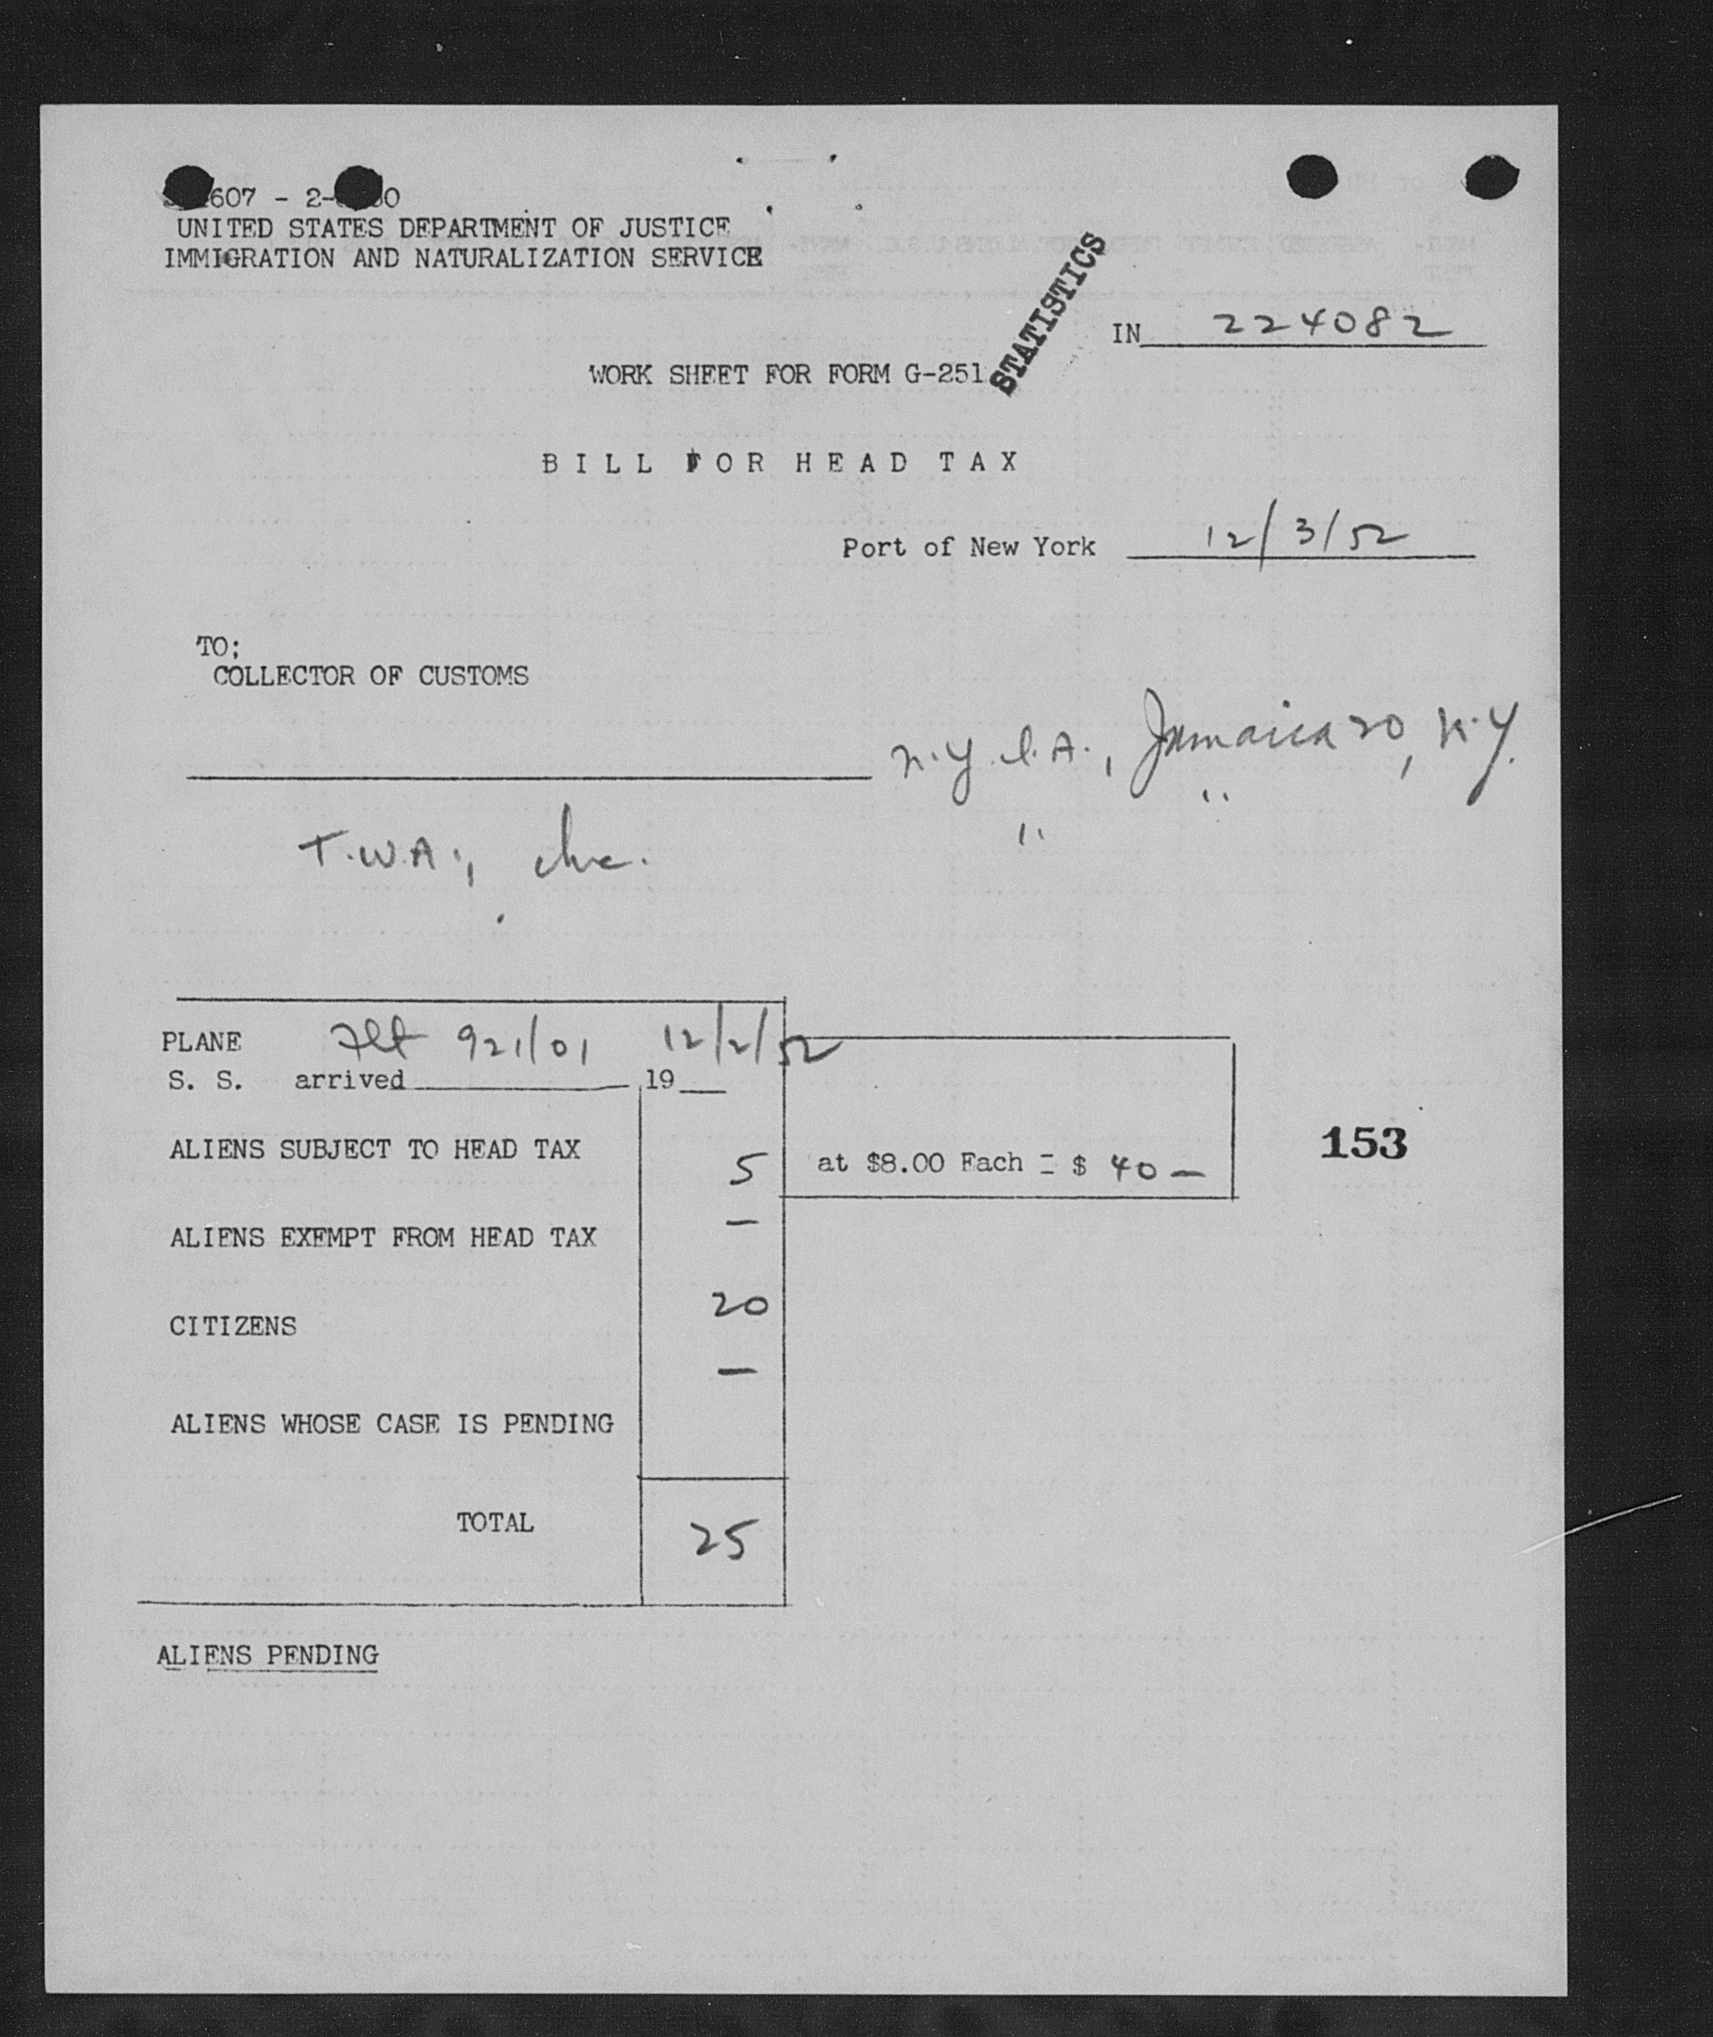 607 - 2-
UNITED STATES DEPARTMENT OF JUSTICE
IMMIGRATION AND NATURALIZATION SERVICE
STATISTICS
IN 224082
WORK SHEET FOR FORM G-251
BILL FOR HEAD TAX
Port of New York 12/3/52
TO;
COLLECTOR OF CUSTOMS
N.Y.I.A., Jamaica 20, N.Y.
T.W.A., Inc. " "
PLANE Flt 921/01 12/2/52
S. S. arrived 19
ALIENS SUBJECT TO HEAD TAX 5 at $8.00 Each = $ 40 —
153
ALIENS EXEMPT FROM HEAD TAX —
CITIZENS 20
ALIENS WHOSE CASE IS PENDING —
TOTAL 25
ALIENS PENDING